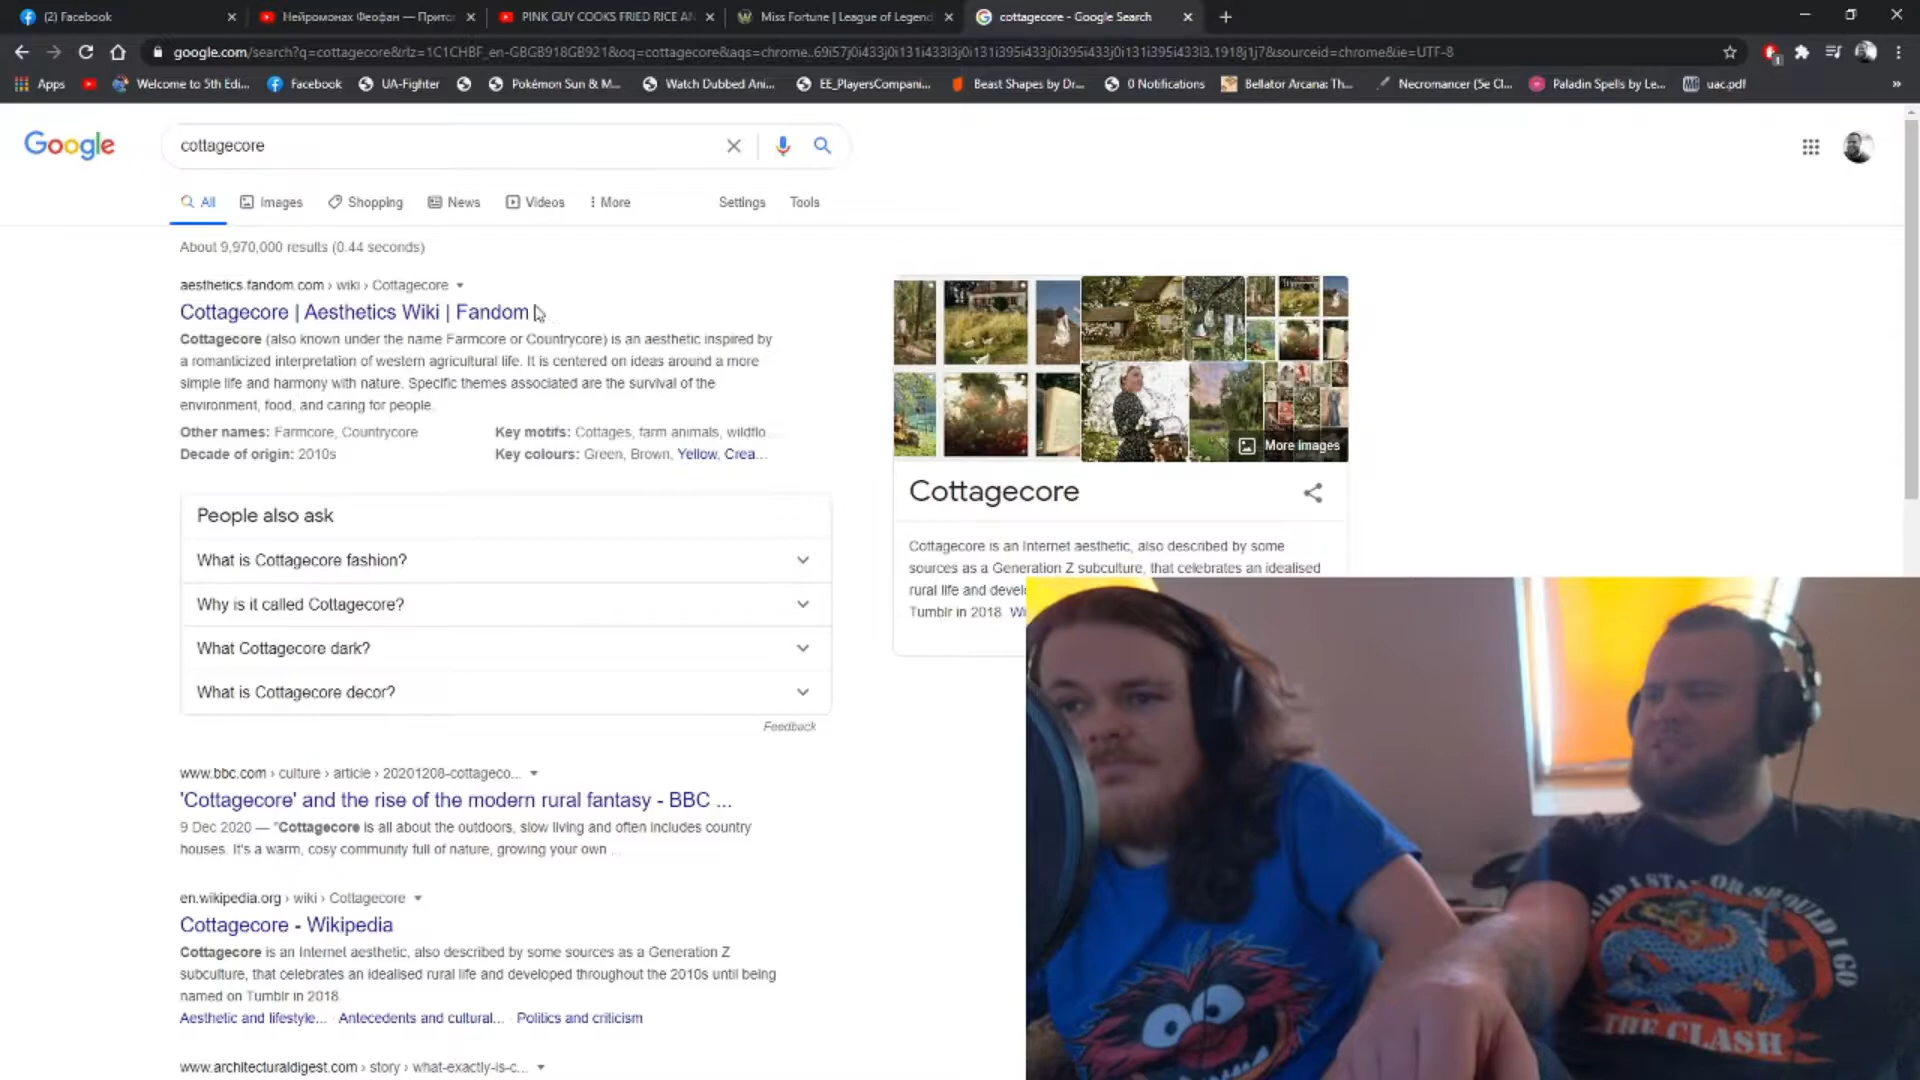 (2) Facebook
Нейромонах Феофан — Притоп
PINK GUY COOKS FRIED RICE AN
Miss Fortune | League of Legend
cottagecore - Google Search
google.com/search?q=cottagecore&rlz=1C1CHBF_en-GBGB918GB921&oq=cottagecore&aqs=chrome..69i57j0i433j0i131i433l3j0i131i395i433j0i395i433j0i131i395i433l3.1918j1j7&sourceid=chrome&ie=UTF-8
Apps
Welcome to 5th Edi...
Facebook
UA-Fighter
Pokémon Sun & M...
Watch Dubbed Ani...
EE_PlayersCompani...
Beast Shapes by Dr...
0 Notifications
Bellator Arcana: Th...
Necromancer (5e Cl...
Paladin Spells by Le...
uac.pdf
Google
cottagecore
All
Images
Shopping
News
Videos
More
Settings
Tools
About 9,970,000 results (0.44 seconds)
aesthetics.fandom.com › wiki › Cottagecore
Cottagecore | Aesthetics Wiki | Fandom
Cottagecore (also known under the name Farmcore or Countrycore) is an aesthetic inspired by
a romanticized interpretation of western agricultural life. It is centered on ideas around a more
simple life and harmony with nature. Specific themes associated are the survival of the
environment, food, and caring for people.
Other names: Farmcore, Countrycore
Key motifs: Cottages, farm animals, wildflo...
Decade of origin: 2010s
Key colours: Green, Brown, Yellow, Crea...
People also ask
What is Cottagecore fashion?
Why is it called Cottagecore?
What Cottagecore dark?
What is Cottagecore decor?
Feedback
www.bbc.com › culture › article › 20201208-cottageco...
'Cottagecore' and the rise of the modern rural fantasy - BBC ...
9 Dec 2020 — "Cottagecore is all about the outdoors, slow living and often includes country
houses. It's a warm, cosy community full of nature, growing your own ...
en.wikipedia.org › wiki › Cottagecore
Cottagecore - Wikipedia
Cottagecore is an Internet aesthetic, also described by some sources as a Generation Z
subculture, that celebrates an idealised rural life and developed throughout the 2010s until being
named on Tumblr in 2018.
Aesthetic and lifestyle... · Antecedents and cultural... · Politics and criticism
www.architecturaldigest.com › story › what-exactly-is-c...
More images
Cottagecore
Cottagecore is an Internet aesthetic, also described by some
sources as a Generation Z subculture, that celebrates an idealised
rural life and devel
Tumblr in 2018. Wi
ULD I STAY OR SHOULD I GO
THE CLASH